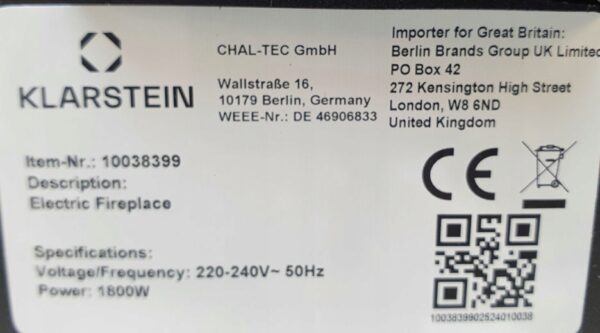 KLARSTEIN
CHAL-TEC GmbH
Wallstraße 16,
10179 Berlin, Germany
WEEE-Nr.: DE 46906833
Importer for Great Britain:
Berlin Brands Group UK Limited
PO Box 42
272 Kensington High Street
London, W8 6ND
United Kingdom
Item-Nr.: 10038399
Description:
Electric Fireplace
CE
Specifications:
Voltage/Frequency: 220-240V~ 50Hz
Power: 1800W
1003839902524010038